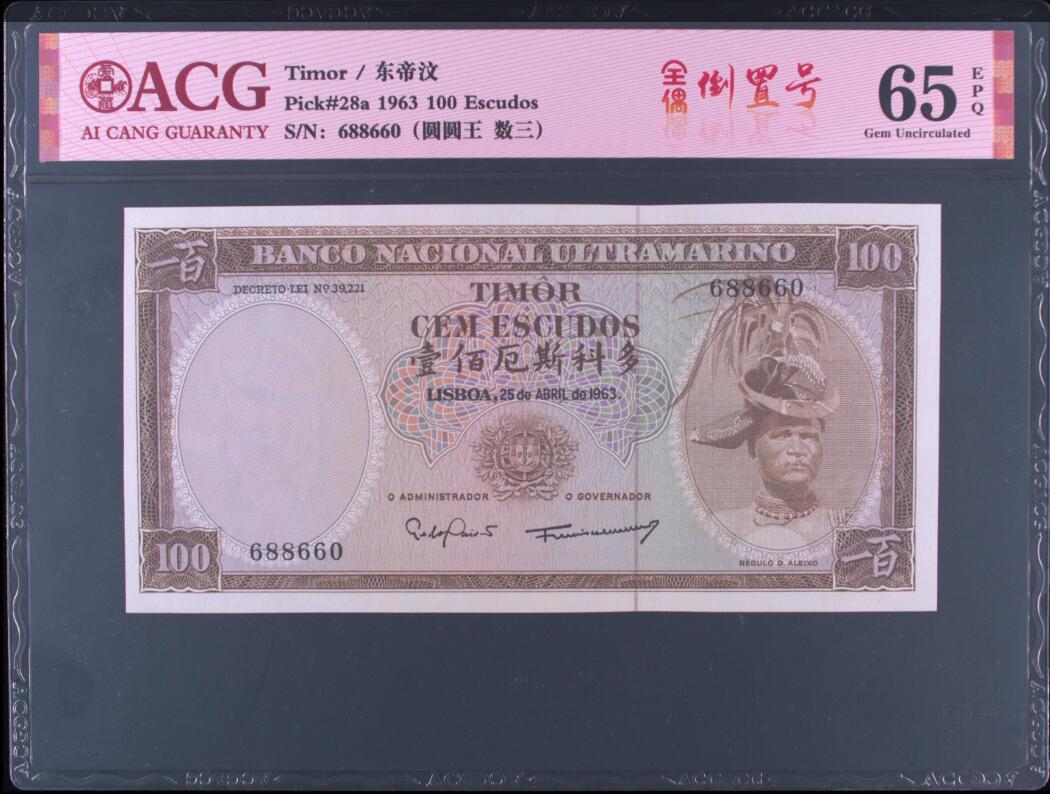 ACG
AI CANG GUARANTY
Timor / 东帝汶
Pick#28a 1963 100 Escudos
S/N: 688660 (圆圆王 数三)
全偶 倒置号
65 EPQ
Gem Uncirculated
一百
BANCO NACIONAL ULTRAMARINO
100
DECRETO-LEI Nº 39,221
TIMÔR
688660
CEM ESCUDOS
壹佰厄斯科多
LISBOA, 25 de ABRIL de 1963.
O ADMINISTRADOR
O GOVERNADOR
100
688660
RÉGULO D. ALEIXO
一百